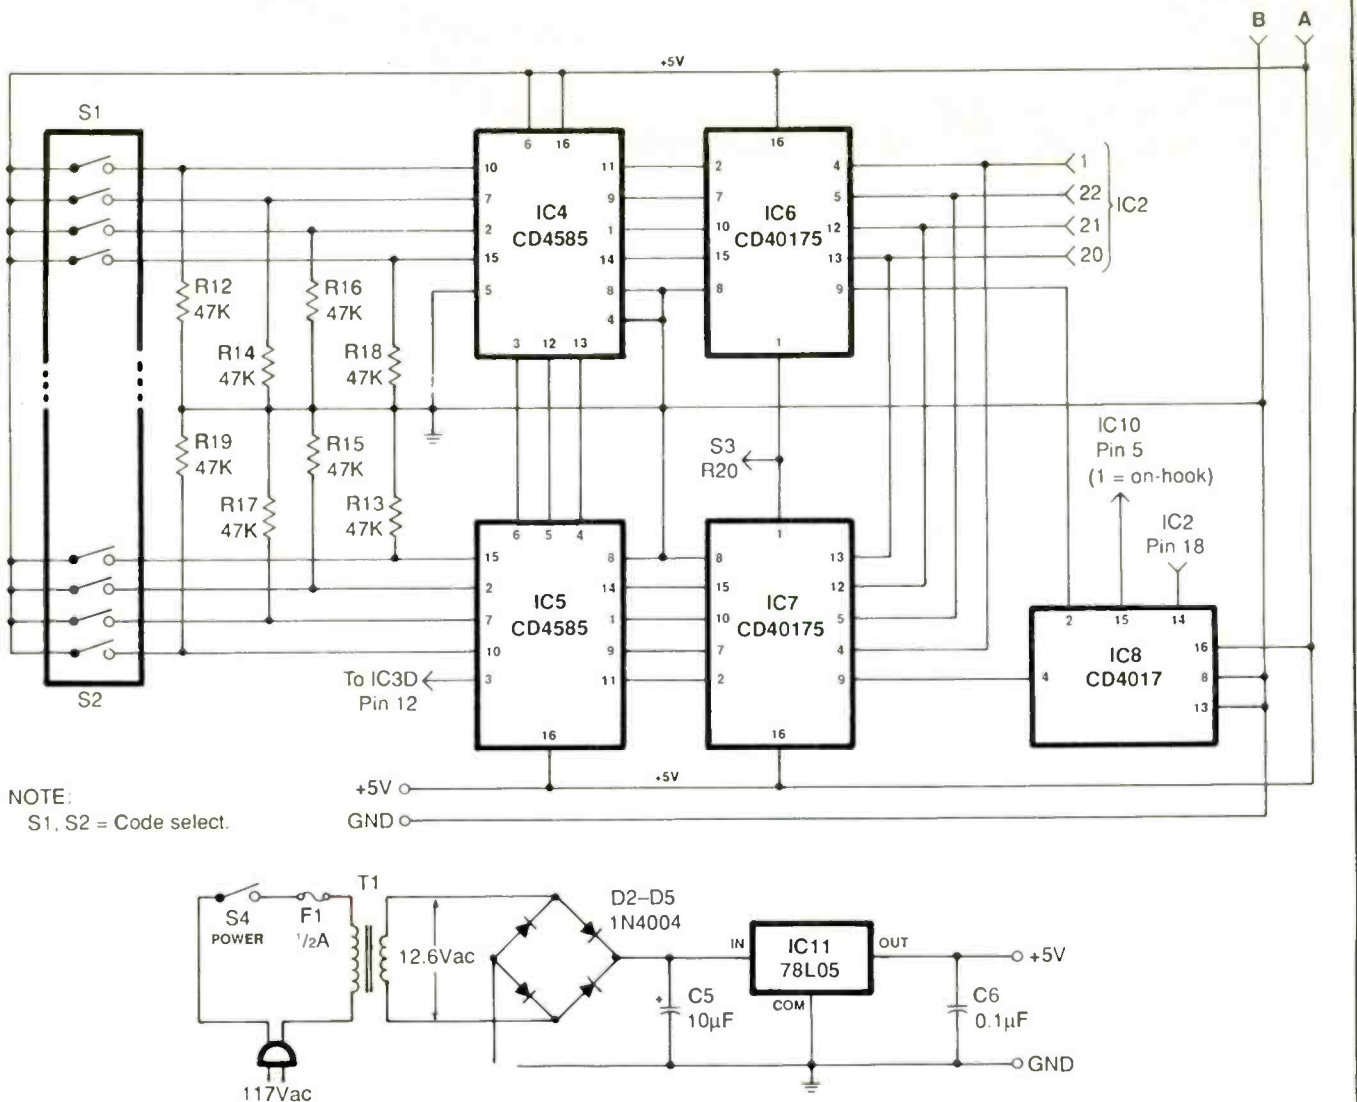 B A
+5V
S1
6 16
16
10 11 2 4 1
7 9 7 5 22
IC4
CD4585
IC6
CD40175
IC2
2 1 10 12 21
15 14 15 13 20
5 8 8 9
4
3 12 13
1
R12
47K
R16
47K
R14
47K
R18
47K
R19
47K
R15
47K
R17
47K
R13
47K
S3
R20
IC10
Pin 5
(1 = on-hook)
IC2
Pin 18
6 5 4
1
15 8 8 13
2 14 15 12
IC5
CD4585
IC7
CD40175
7 1 10 5
10 9 7 4
3 11 2 9
16
16
2 15 14
IC8
CD4017
16
4 8
13
To IC3D
Pin 12
S2
+5V
+5V
GND
NOTE:
S1, S2 = Code select.
T1
S4
POWER
F1
1/2A
12.6Vac
D2–D5
1N4004
IN
IC11
78L05
OUT
COM
+5V
+
C5
10µF
C6
0.1µF
GND
117Vac